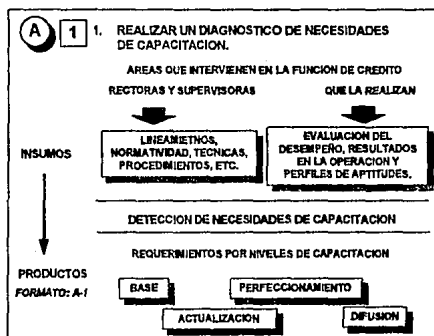 A 1 1. REALIZAR UN DIAGNOSTICO DE NECESIDADES
DE CAPACITACION.
AREAS QUE INTERVIENEN EN LA FUNCION DE CREDITO
RECTORAS Y SUPERVISORAS QUE LA REALIZAN
INSUMOS
LINEAMIETNOS,
NORMATIVIDAD, TECNICAS,
PROCEDIMIENTOS, ETC.
EVALUACION DEL
DESEMPEÑO, RESULTADOS
EN LA OPERACION Y
PERFILES DE APTITUDES.
DETECCION DE NECESIDADES DE CAPACITACION
REQUERIMIENTOS POR NIVELES DE CAPACITACION
PRODUCTOS
FORMATO: A-1
BASE PERFECCIONAMIENTO
ACTUALIZACION DIFUSION